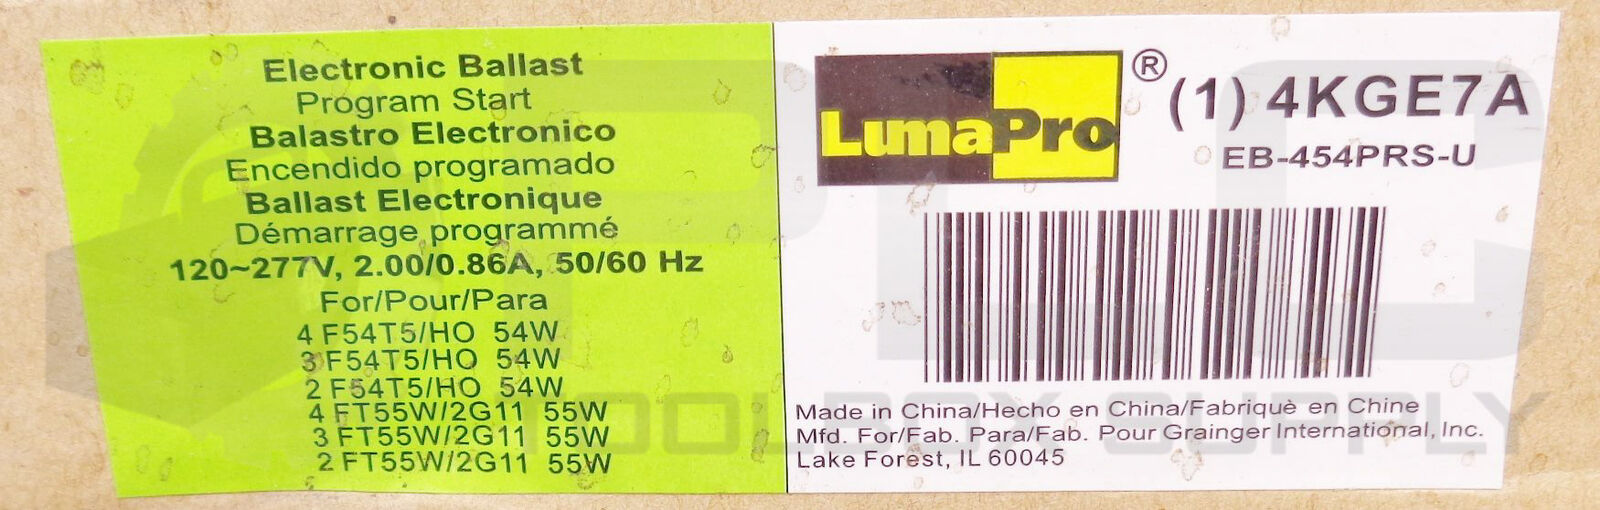 Electronic Ballast
Program Start
Balastro Electronico
Encendido programado
Ballast Electronique
Démarrage programmé
120~277V, 2.00/0.86A, 50/60 Hz
For/Pour/Para
4 F54T5/HO 54W
3 F54T5/HO 54W
2 F54T5/HO 54W
4 FT55W/2G11 55W
3 FT55W/2G11 55W
2 FT55W/2G11 55W
LumaPro®
(1) 4KGE7A
EB-454PRS-U
Made in China/Hecho en China/Fabriquè en Chine
Mfd. For/Fab. Para/Fab. Pour Grainger International, Inc.
Lake Forest, IL 60045
PLC
TOOLBOX SUPPLY